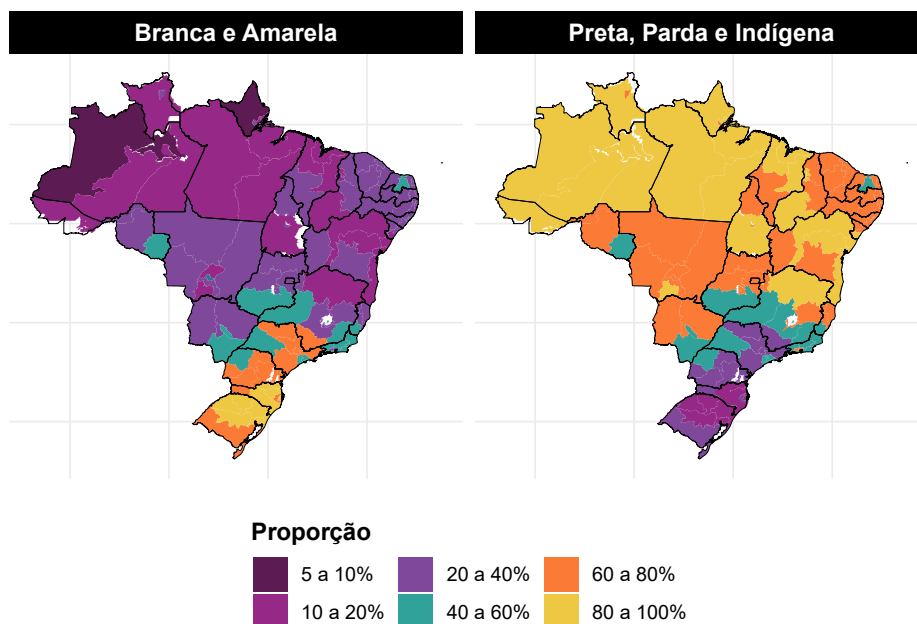 Branca e Amarela
Preta, Parda e Indígena
Proporção
5 a 10%
20 a 40%
60 a 80%
10 a 20%
40 a 60%
80 a 100%